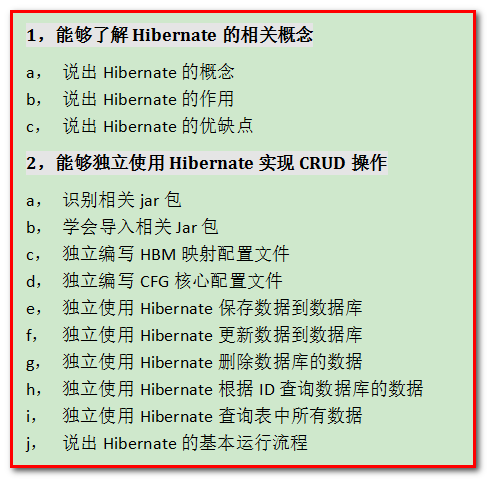 1，能够了解 Hibernate 的相关概念
a， 说出 Hibernate 的概念
b， 说出 Hibernate 的作用
c， 说出 Hibernate 的优缺点
2，能够独立使用 Hibernate 实现 CRUD 操作
a， 识别相关 jar 包
b， 学会导入相关 Jar 包
c， 独立编写 HBM 映射配置文件
d， 独立编写 CFG 核心配置文件
e， 独立使用 Hibernate 保存数据到数据库
f， 独立使用 Hibernate 更新数据到数据库
g， 独立使用 Hibernate 删除数据库的数据
h， 独立使用 Hibernate 根据 ID 查询数据库的数据
i， 独立使用 Hibernate 查询表中所有数据
j， 说出 Hibernate 的基本运行流程